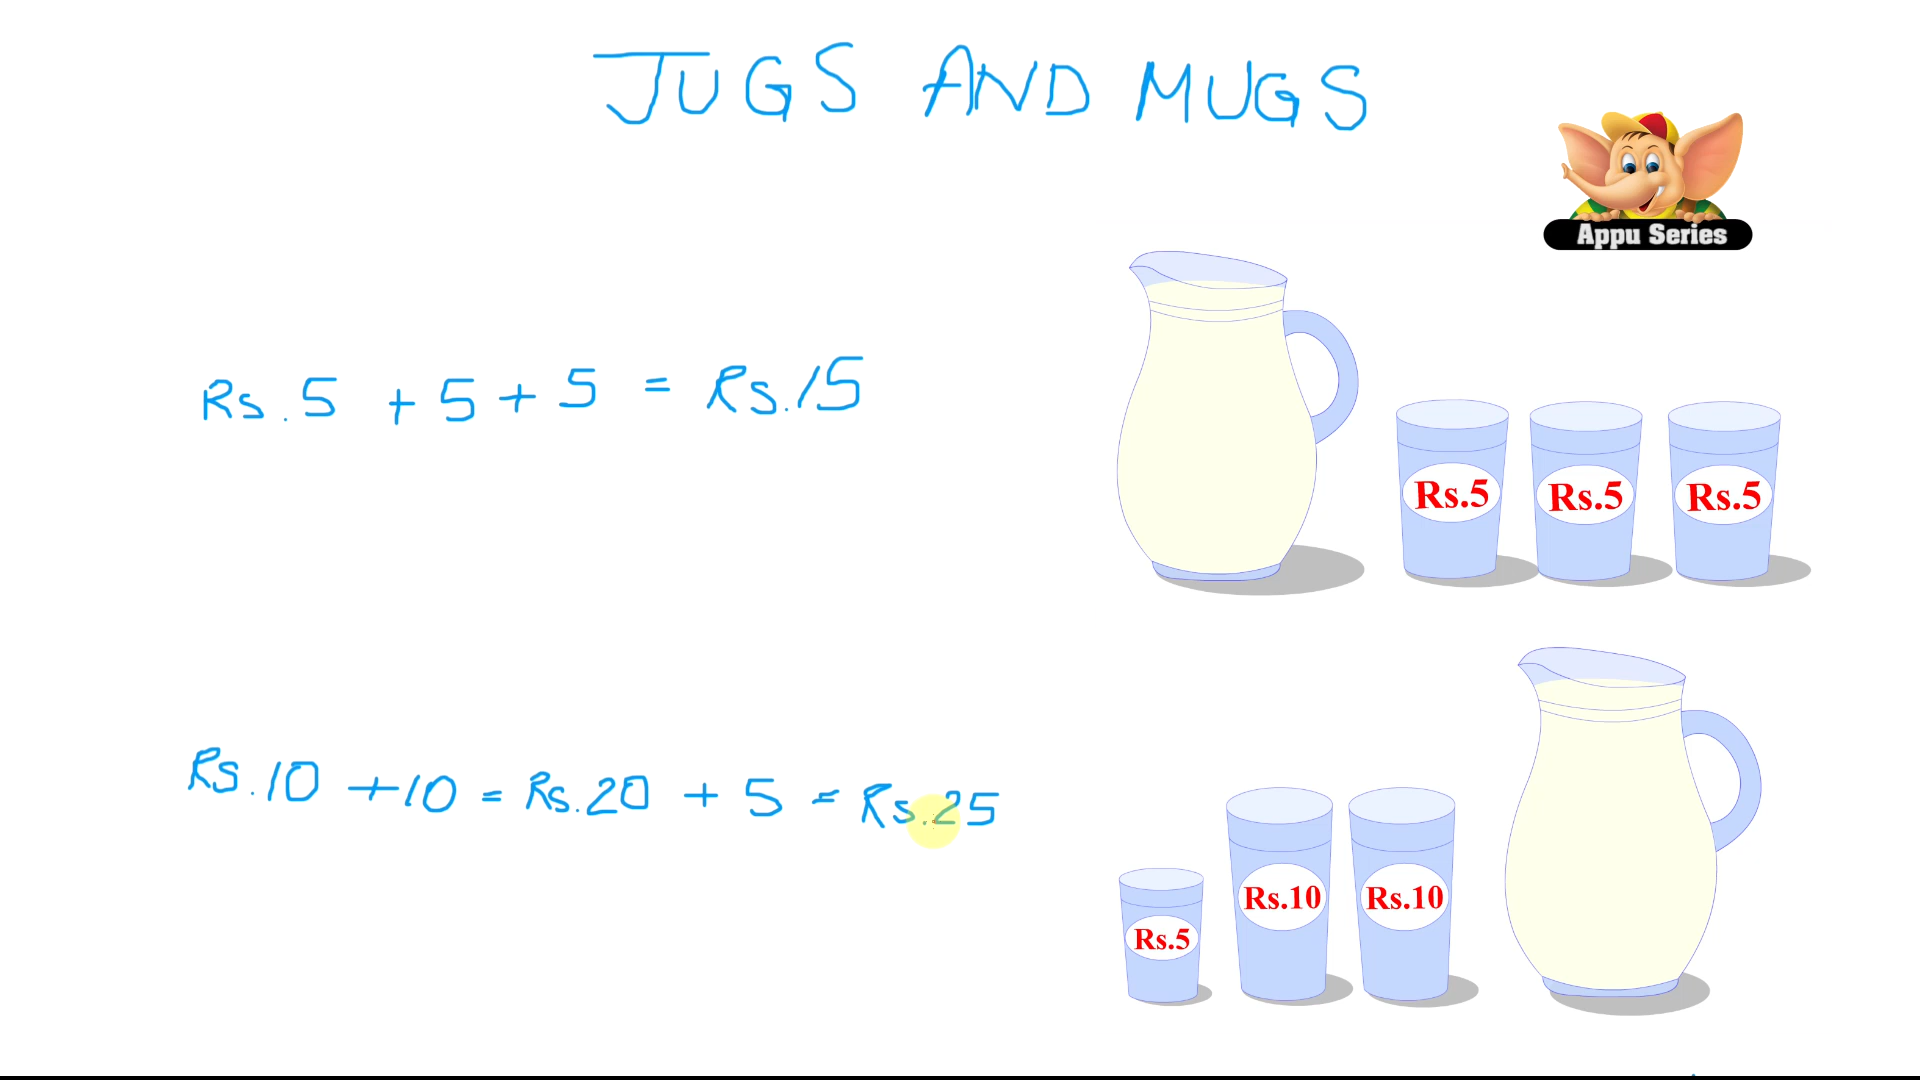 JUGS AND MUGS
Appu Series
Rs.5 + 5 + 5 = Rs.15
Rs.5 Rs.5 Rs.5
Rs.10 + 10 = Rs.20 + 5 = Rs.25
Rs.5 Rs.10 Rs.10